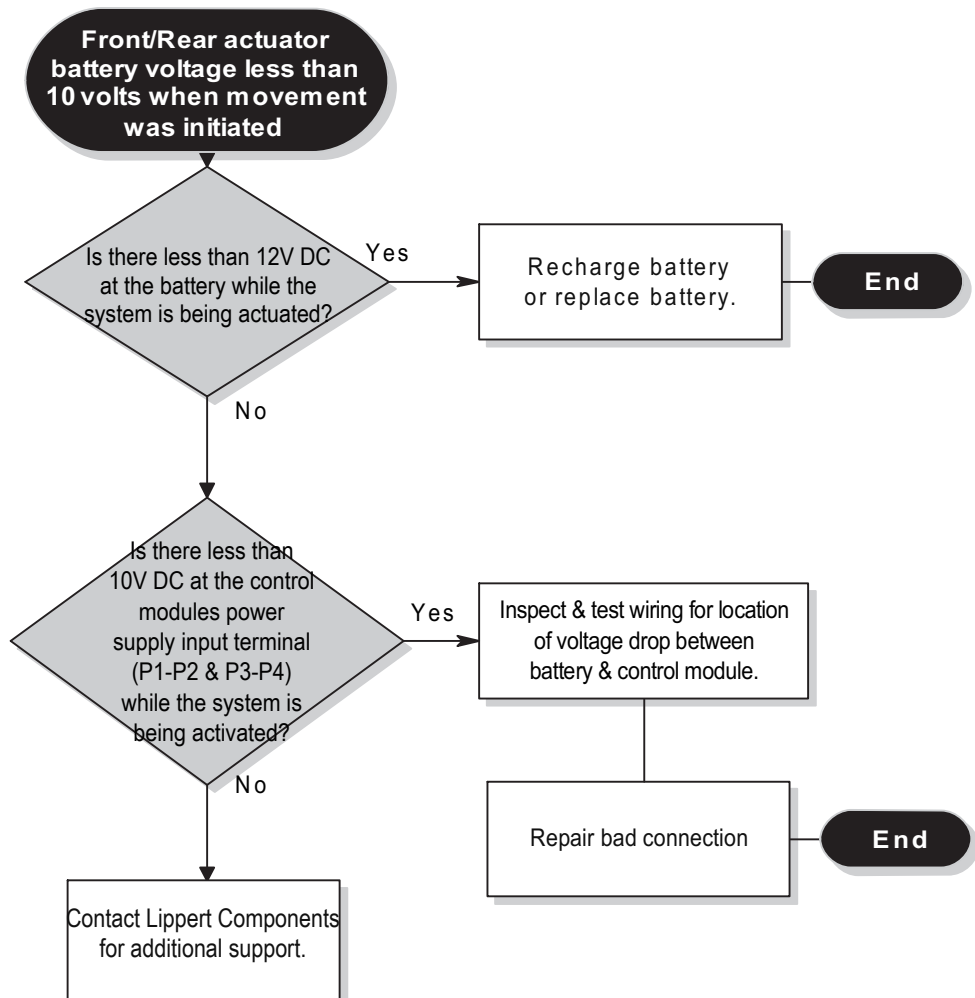 Front/Rear actuator
battery voltage less than
10 volts when movement
was initiated
Is there less than 12V DC
at the battery while the
system is being actuated?
Yes
Recharge battery
or replace battery.
End
No
Is there less than
10V DC at the control
modules power
supply input terminal
(P1-P2 & P3-P4)
while the system is
being activated?
Yes
Inspect & test wiring for location
of voltage drop between
battery & control module.
No
Repair bad connection
End
Contact Lippert Components
for additional support.